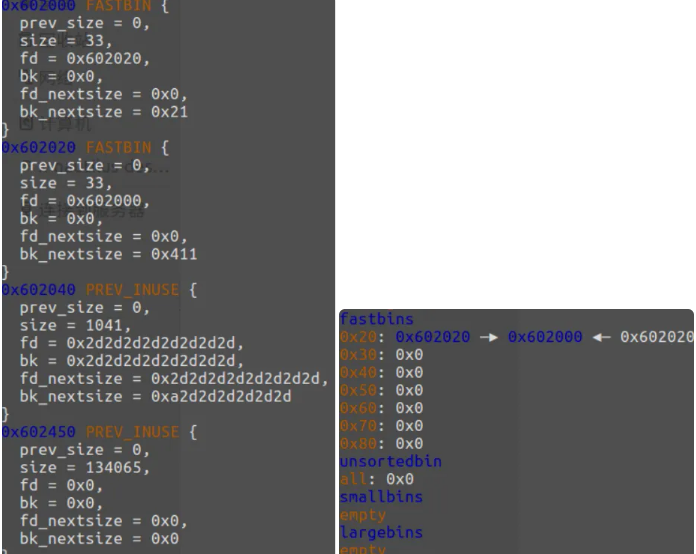 0x602000 FASTBIN {
prev_size = 0,
size = 33,
fd = 0x602020,
bk = 0x0,
fd_nextsize = 0x0,
bk_nextsize = 0x21
}
0x602020 FASTBIN {
prev_size = 0,
size = 33,
fd = 0x602000,
bk = 0x0,
fd_nextsize = 0x0,
bk_nextsize = 0x411
}
0x602040 PREV_INUSE {
prev_size = 0,
size = 1041,
fd = 0x2d2d2d2d2d2d2d2d,
bk = 0x2d2d2d2d2d2d2d2d,
fd_nextsize = 0x2d2d2d2d2d2d2d2d,
bk_nextsize = 0xa2d2d2d2d2d2d
}
0x602450 PREV_INUSE {
prev_size = 0,
size = 134065,
fd = 0x0,
bk = 0x0,
fd_nextsize = 0x0,
bk_nextsize = 0x0
fastbins
0x20: 0x602020 —▸ 0x602000 ◂— 0x602020
0x30: 0x0
0x40: 0x0
0x50: 0x0
0x60: 0x0
0x70: 0x0
0x80: 0x0
unsortedbin
all: 0x0
smallbins
empty
largebins
empty
计算机